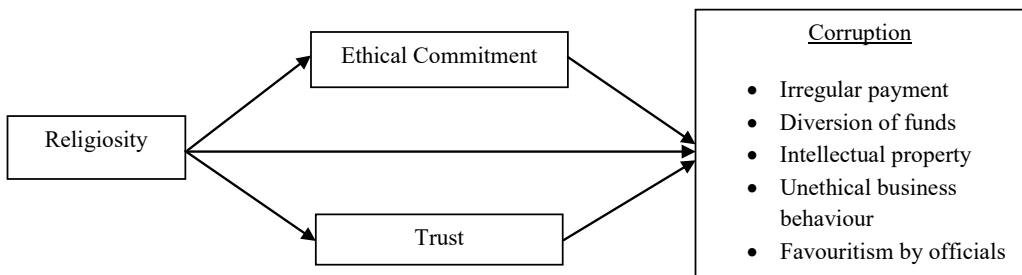 Corruption
Ethical Commitment
• Irregular payment
• Diversion of funds
Religiosity
• Intellectual property
• Unethical business
behaviour
Trust
• Favouritism by officials